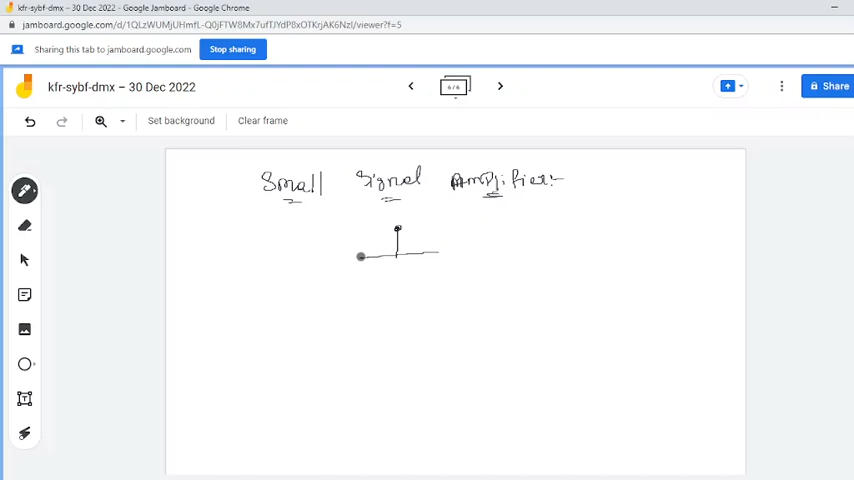 kfr-sybf-dmx – 30 Dec 2022 - Google Jamboard - Google Chrome
jamboard.google.com/d/1QLzWUMjUHmfL-Q0jFTW8Mx7ufTJYdP8xOTKrjAK6NzI/viewer?f=5
Sharing this tab to jamboard.google.com Stop sharing
kfr-sybf-dmx – 30 Dec 2022 6/6 Share
Set background Clear frame
Small Signal Amplifier:-